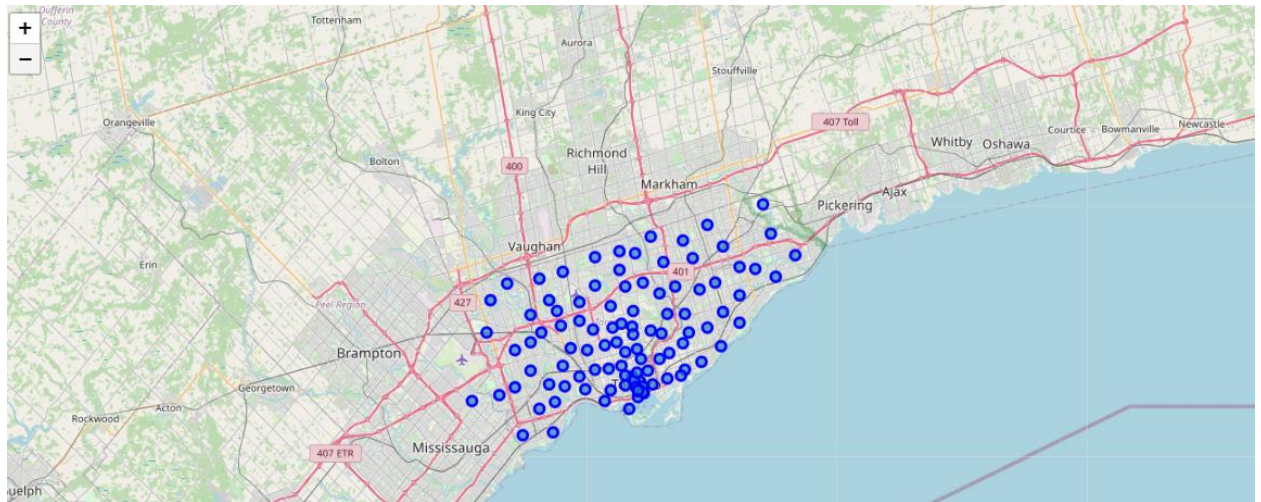 +
−
Dufferin
County
Tottenham
Aurora
Stouffville
King City
407 Toll
Orangeville
Whitby
Oshawa
Courtice
Bowmanville
Newcastle
Richmond
Hill
Bolton
400
Markham
Ajax
Pickering
Vaughan
Erin
401
Peel Region
427
Brampton
Georgetown
Acton
Rockwood
Mississauga
407 ETR
uelph